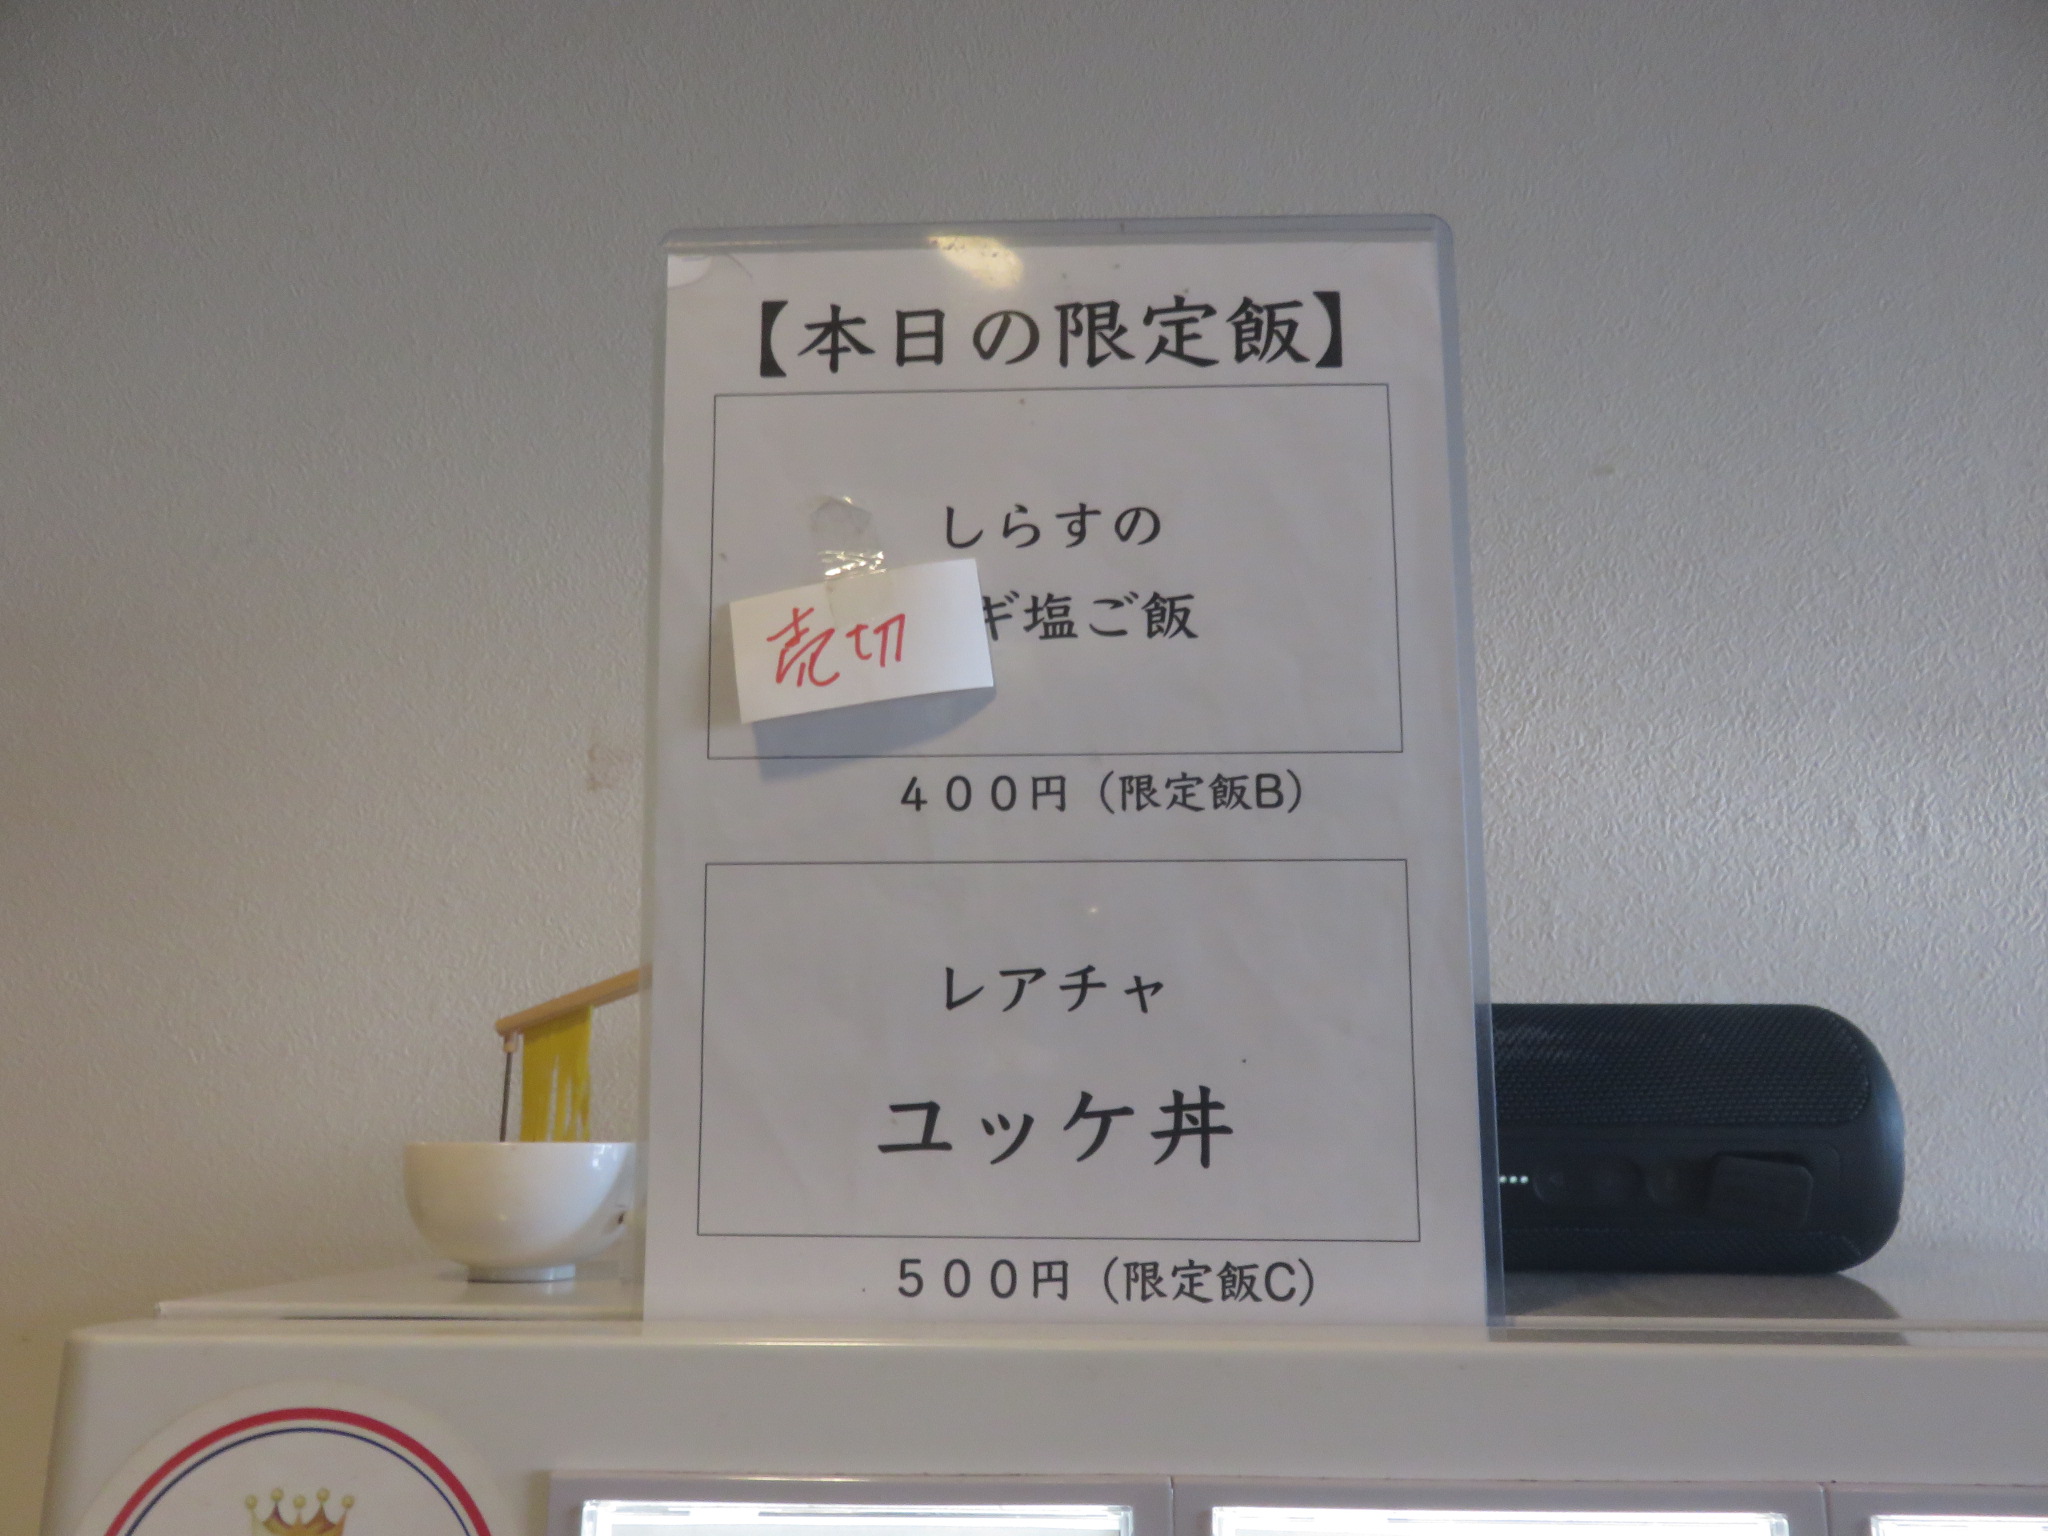 【本日の限定飯】
しらすの
ギ塩ご飯
売切
400円（限定飯B）
レアチャ
ユッケ丼
500円（限定飯C）